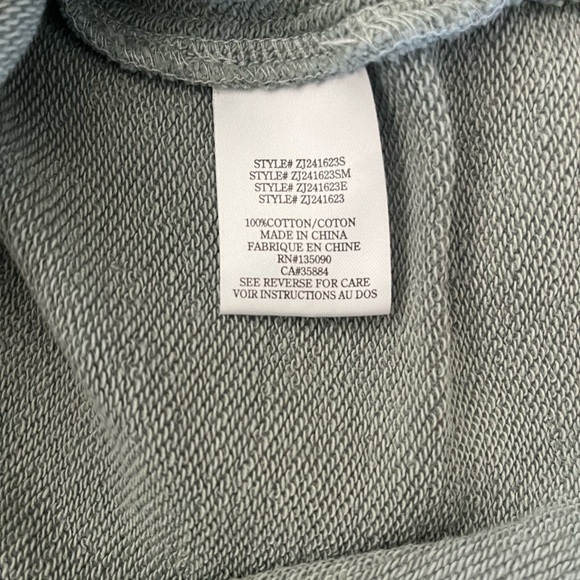 STYLE# ZJ241623S
STYLE# ZJ241623SM
STYLE# ZJ241623E
STYLE# ZJ241623
100%COTTON/COTON
MADE IN CHINA
FABRIQUE EN CHINE
RN#135090
CA#35884
SEE REVERSE FOR CARE
VOIR INSTRUCTIONS AU DOS